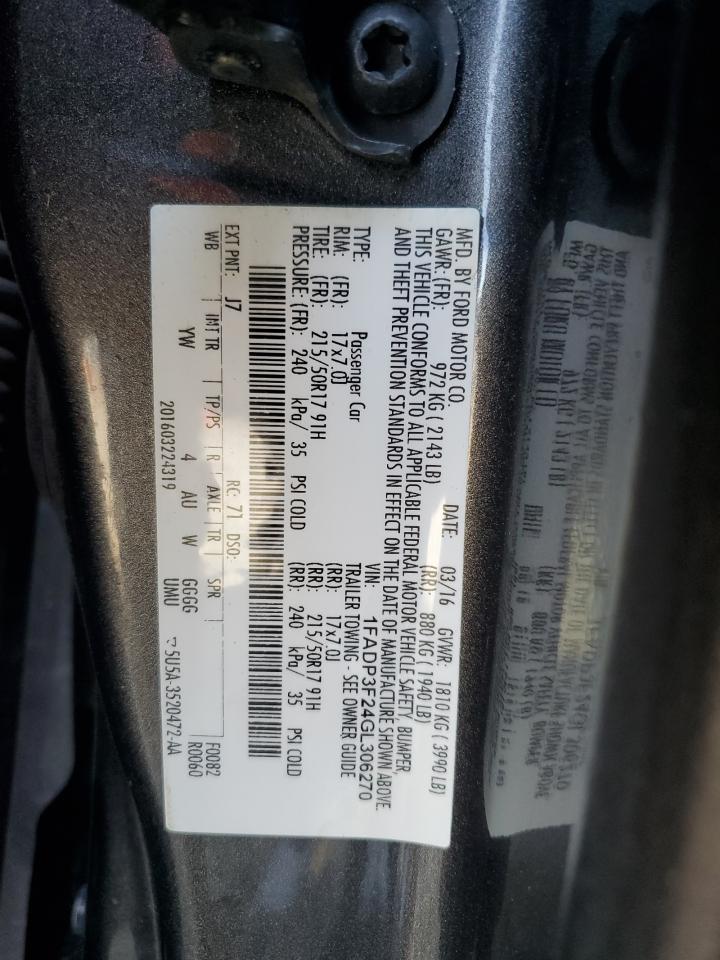 MFD. BY FORD MOTOR CO.
DATE: 03/16 GVWR: 1810 KG ( 3990 LB)
GAWR: (FR): 972 KG ( 2143 LB) (RR): 880 KG ( 1940 LB)
THIS VEHICLE CONFORMS TO ALL APPLICABLE FEDERAL MOTOR VEHICLE SAFETY, BUMPER,
AND THEFT PREVENTION STANDARDS IN EFFECT ON THE DATE OF MANUFACTURE SHOWN ABOVE.
VIN: 1FADP3F24GL306270
TYPE: Passenger Car TRAILER TOWING - SEE OWNER GUIDE
RIM: (FR): 17x7.0J (RR): 17x7.0J
TIRE: (FR) 215/50R17 91H (RR): 215/50R17 91H
PRESSURE: (FR): 240 kPa/ 35 PSI COLD (RR): 240 kPa/ 35 PSI COLD
EXT PNT: J7 RC: 71 DSO: F0082
WB INT TR TP/PS R AXLE TR SPR R0060
YW 4 AU W GGGG
201603224319 UMU ▽ 5U5A-3520472-AA